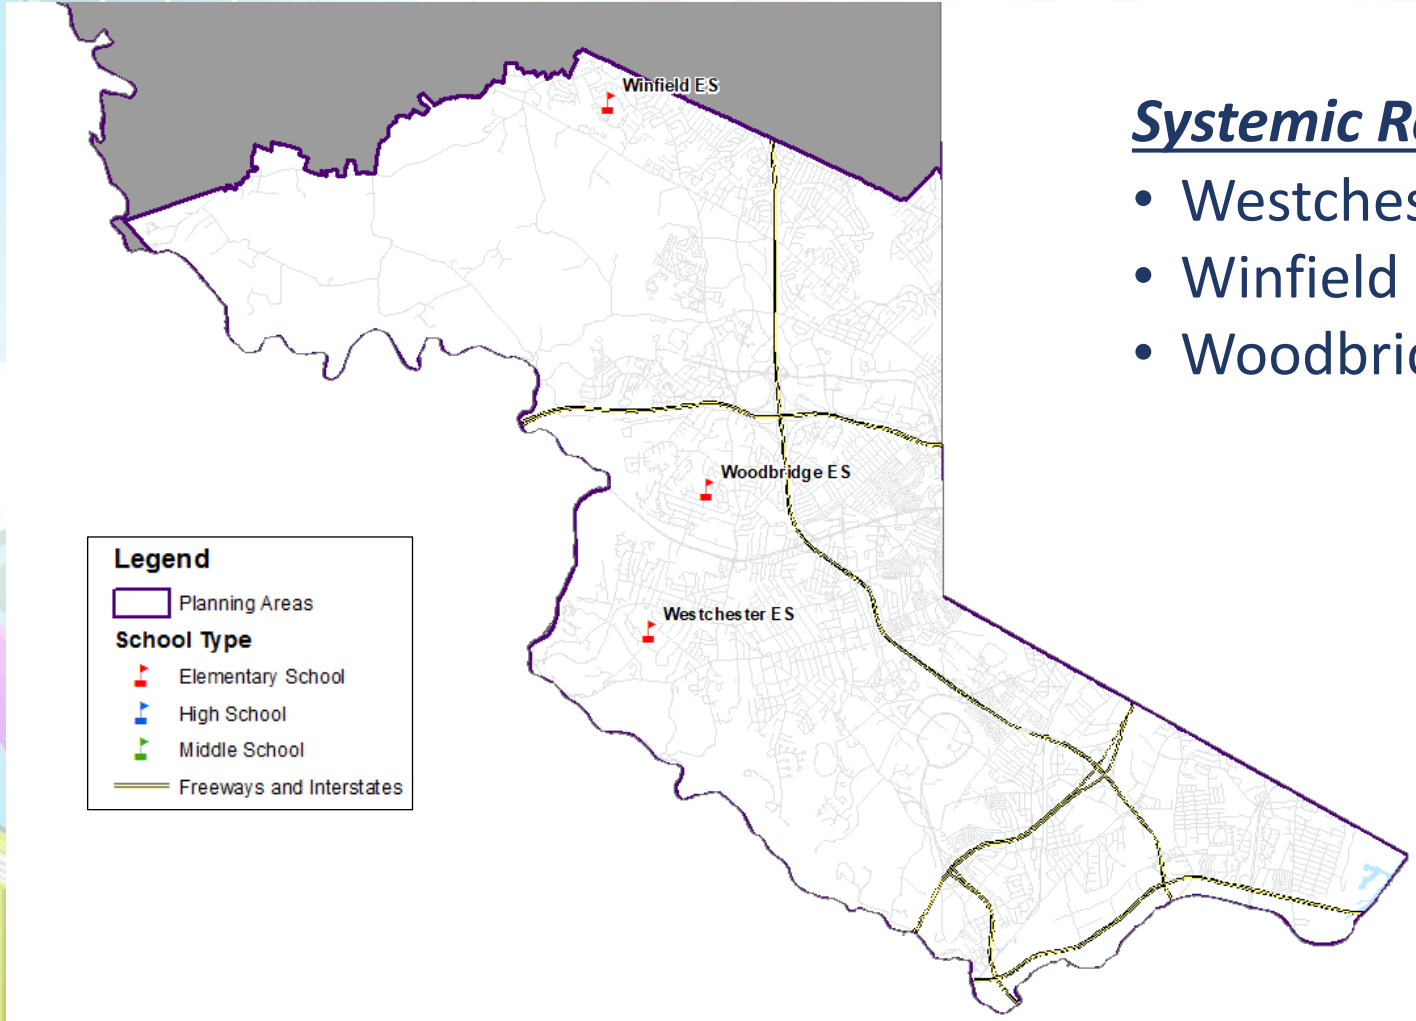 Winfield ES
Woodbridge ES
Westchester ES
Legend
Planning Areas
School Type
Elementary School
High School
Middle School
Freeways and Interstates
Systemic
•
• Winfield
•